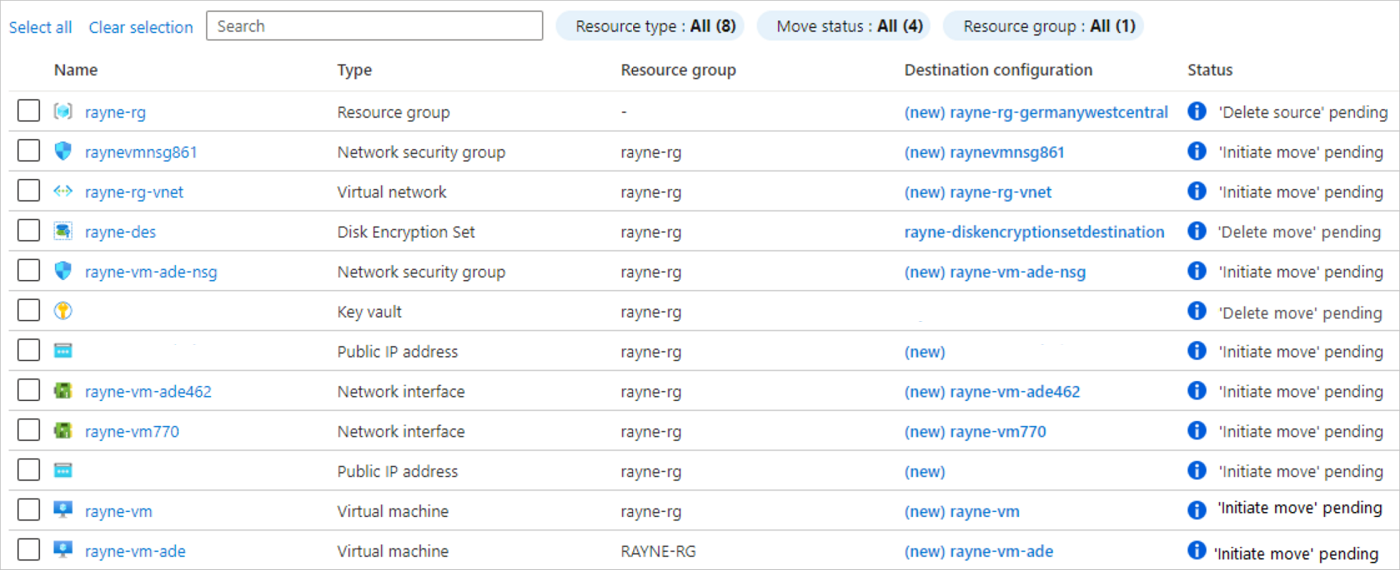 Select all Clear selection Search Resource type : All (8) Move status : All (4) Resource group : All (1)
Name Type Resource group Destination configuration Status
rayne-rg Resource group - (new) rayne-rg-germanywestcentral 'Delete source' pending
raynevmnsg861 Network security group rayne-rg (new) raynevmnsg861 'Initiate move' pending
rayne-rg-vnet Virtual network rayne-rg (new) rayne-rg-vnet 'Initiate move' pending
rayne-des Disk Encryption Set rayne-rg rayne-diskencryptionsetdestination 'Delete move' pending
rayne-vm-ade-nsg Network security group rayne-rg (new) rayne-vm-ade-nsg 'Initiate move' pending
Key vault rayne-rg 'Delete move' pending
Public IP address rayne-rg (new) 'Initiate move' pending
rayne-vm-ade462 Network interface rayne-rg (new) rayne-vm-ade462 'Initiate move' pending
rayne-vm770 Network interface rayne-rg (new) rayne-vm770 'Initiate move' pending
Public IP address rayne-rg (new) 'Initiate move' pending
rayne-vm Virtual machine rayne-rg (new) rayne-vm 'Initiate move' pending
rayne-vm-ade Virtual machine RAYNE-RG (new) rayne-vm-ade 'Initiate move' pending